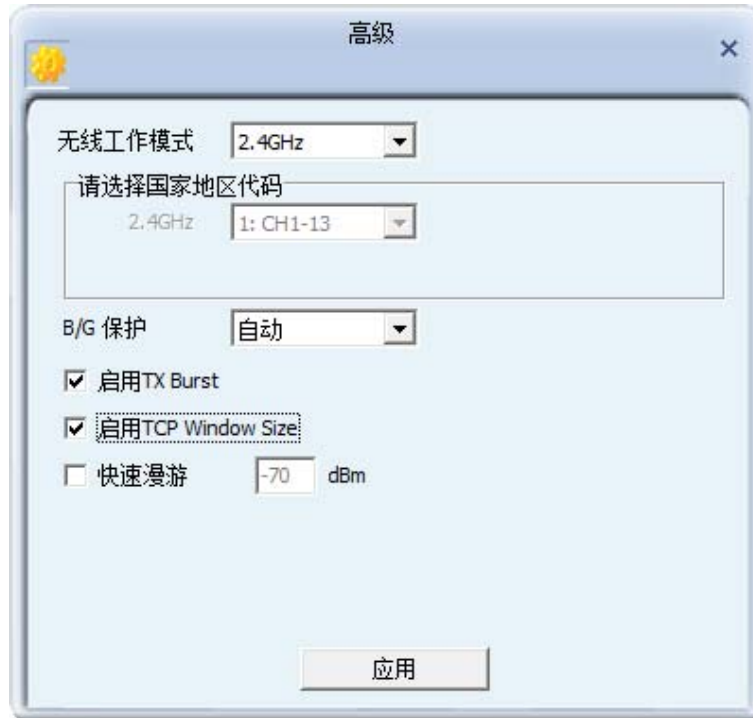 高级
无线工作模式 2.4GHz
请选择国家地区代码
2.4GHz 1: CH1-13
B/G 保护 自动
启用TX Burst
启用TCP Window Size
快速漫游 -70 dBm
应用